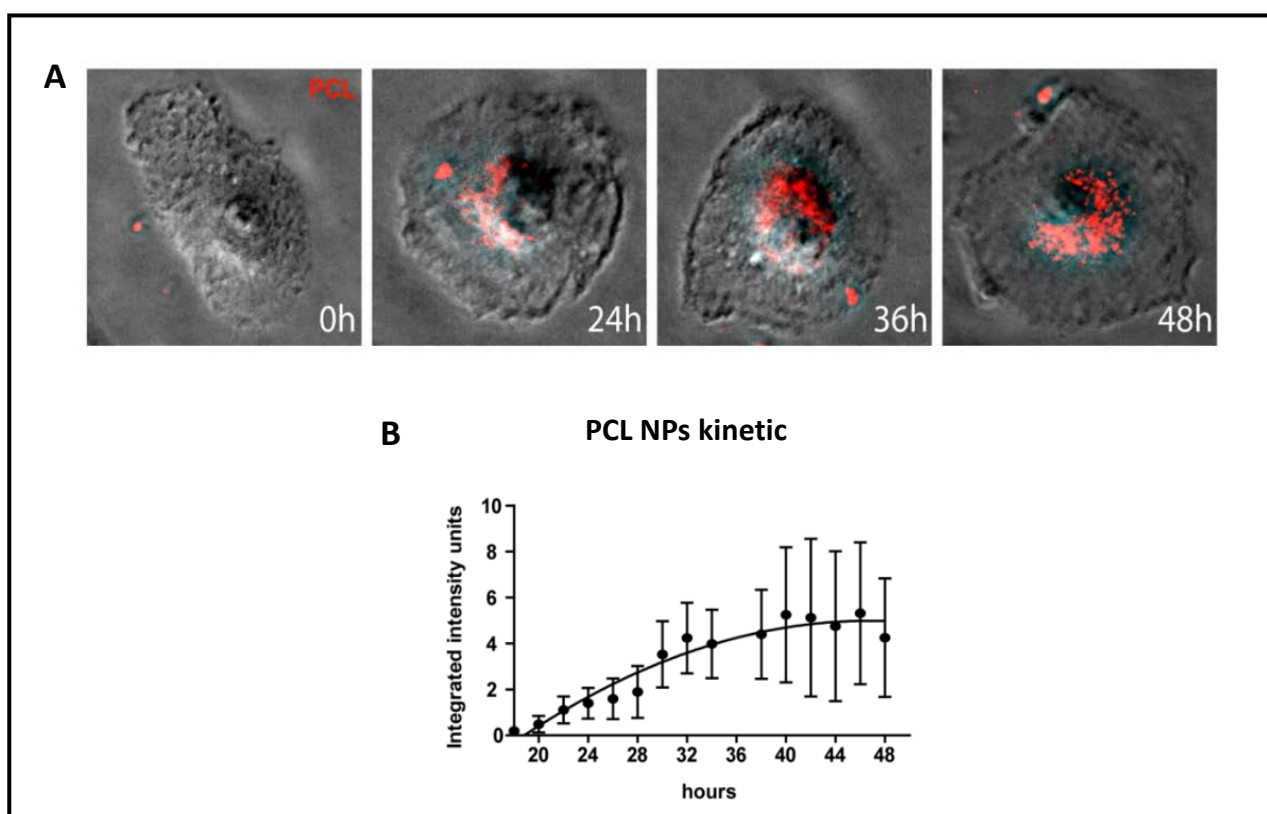 A
PCL
0h
24h
36h
48h
B
PCL NPs kinetic
Integrated intensity units
10
8
6
4
2
0
20 24 28 32 36 40 44 48
hours